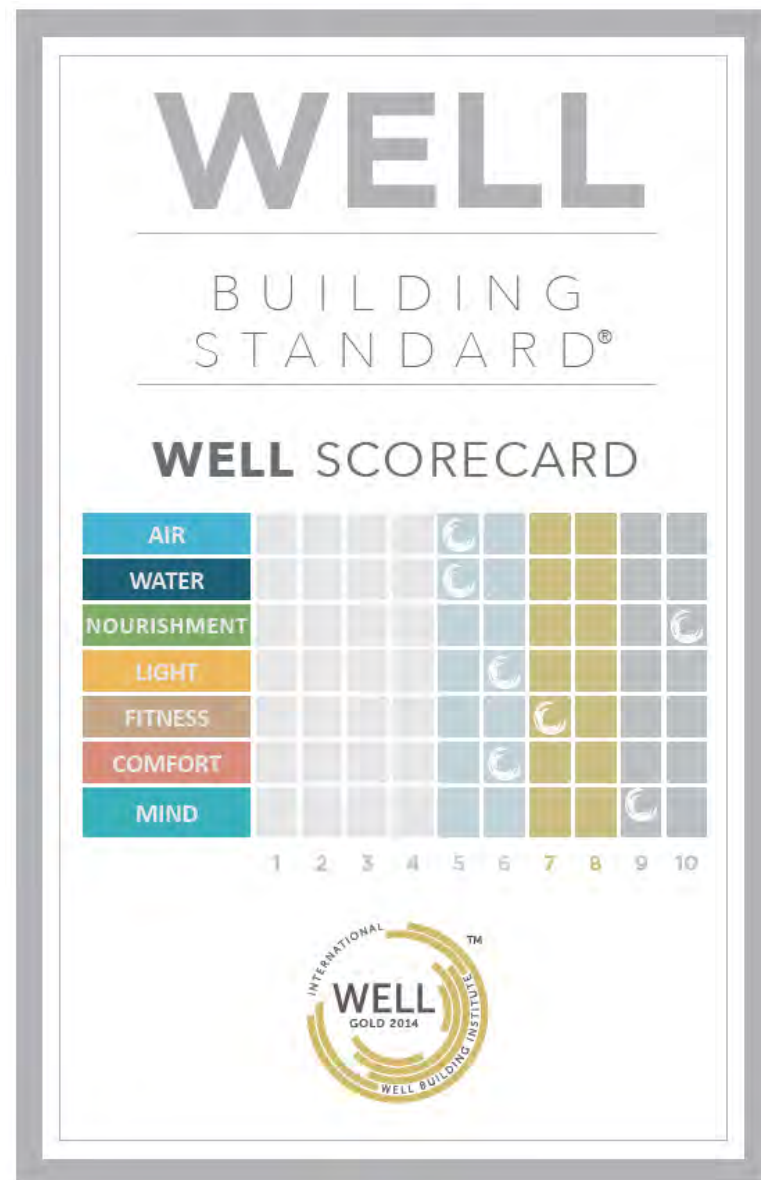 WELL
BUILDING
STANDARD®
WELL SCORECARD
AIR
WATER
NOURISHMENT
LIGHT
FITNESS
COMFORT
MIND
1 2 3 4 5 6 7 8 9 10
INTERNATIONAL
TM
WELL
GOLD 2014
WELL BUILDING INSTITUTE